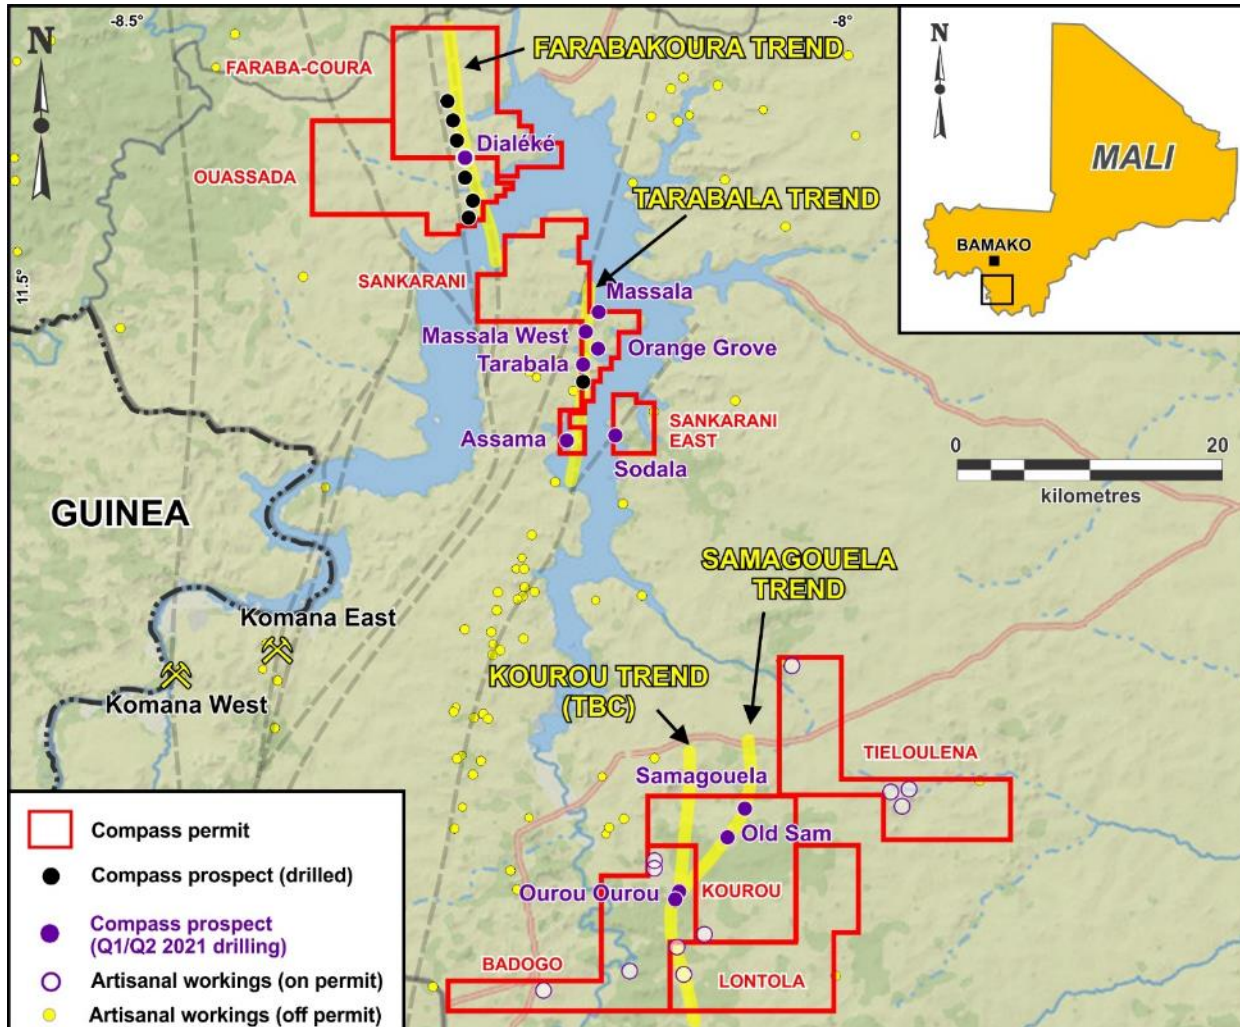 -8.5°
-8°
N
FARABAKOURA TREND
FARABA-COURA
Dialéké
OUASSADA
TARABALA TREND
11.5°
SANKARANI
Massala
Massala West
Orange Grove
Tarabala
SANKARANI
EAST
Assama
Sodala
N
MALI
BAMAKO
0
20
kilometres
GUINEA
SAMAGOUELA
TREND
Komana East
KOUROU TREND
(TBC)
Komana West
TIELOULENA
Samagouela
Old Sam
Ourou Ourou
KOUROU
BADOGO
LONTOLA
Compass permit
Compass prospect (drilled)
Compass prospect
(Q1/Q2 2021 drilling)
Artisanal workings (on permit)
Artisanal workings (off permit)